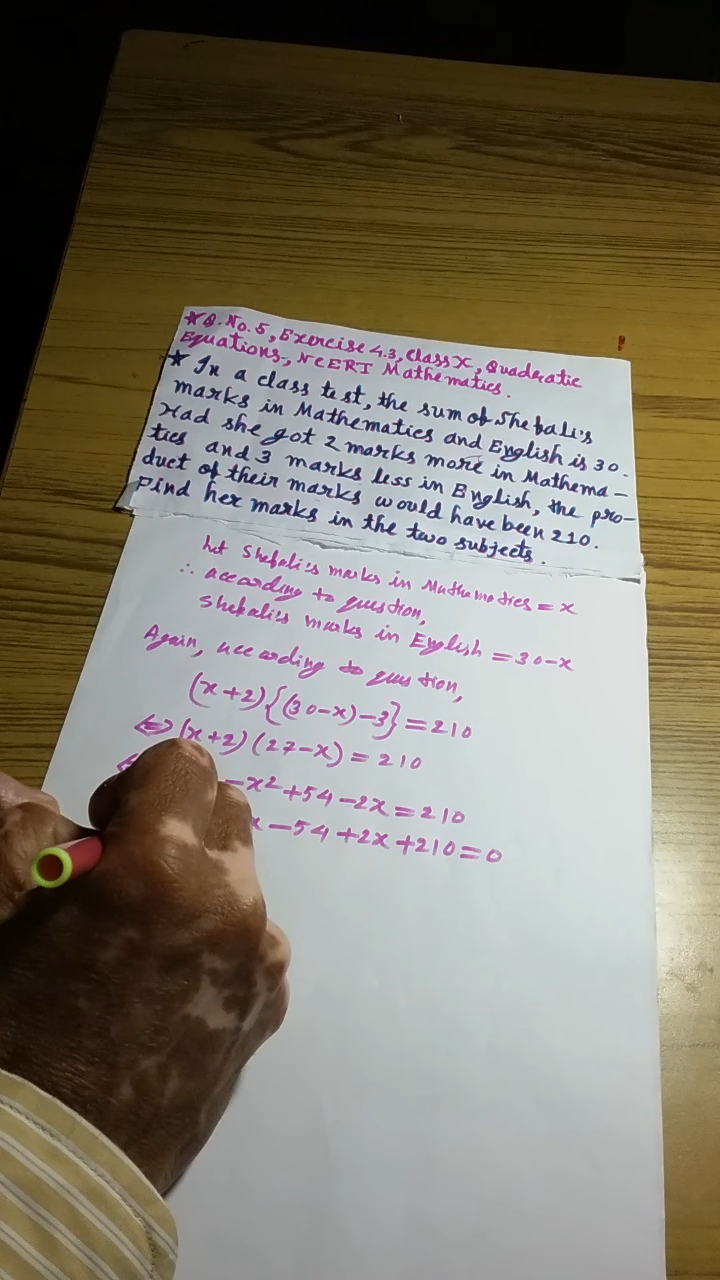 * Q. No. 5, Exercise 4.3, Class X, Quadratic
Equations, NCERT Mathematics.
* In a class test, the sum of Shefali's
marks in Mathematics and English is 30.
Had she got 2 marks more in Mathema-
tics and 3 marks less in English, the pro-
duct of their marks would have been 210.
Find her marks in the two subjects.
Let Shefali's marks in Mathematics = x
∴ according to question,
Shefali's marks in English = 30-x
Again, according to question,
(x+2){(30-x)-3} = 210
⇔ (x+2)(27-x) = 210
-x² + 54 - 2x = 210
x - 54 + 2x + 210 = 0